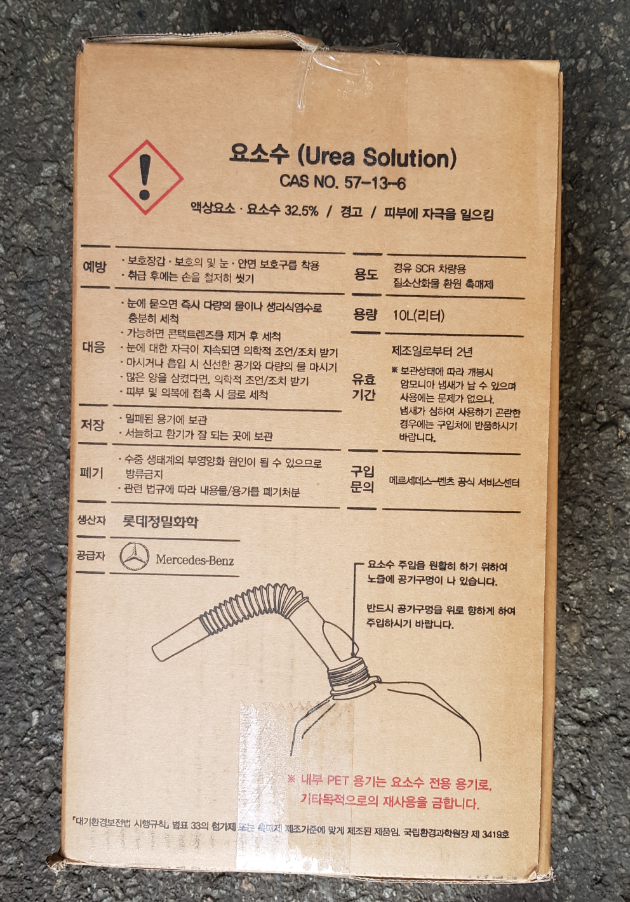 요소수 (Urea Solution)
CAS NO. 57-13-6
액상요소 · 요소수 32.5% / 경고 / 피부에 자극을 일으킴
예방
· 보호장갑 · 보호의 및 눈 · 안면 보호구를 착용
· 취급 후에는 손을 철저히 씻기
대응
· 눈에 묻으면 즉시 다량의 물이나 생리식염수로
충분히 세척
· 가능하면 콘택트렌즈를 제거 후 세척
· 눈에 대한 자극이 지속되면 의학적 조언/조치 받기
· 마시거나 흡입 시 신선한 공기와 다량의 물 마시기
· 많은 양을 삼켰다면, 의학적 조언/조치 받기
· 피부 및 의복에 접촉 시 물로 세척
저장
· 밀폐된 용기에 보관
· 서늘하고 환기가 잘 되는 곳에 보관
폐기
· 수중 생태계의 부영양화 원인이 될 수 있으므로
방류금지
· 관련 법규에 따라 내용물/용기를 폐기처분
생산자 롯데정밀화학
공급자 Mercedes-Benz
용도
경유 SCR 차량용
질소산화물 환원 촉매제
용량 10L(리터)
유효
기간
제조일로부터 2년
※ 보관상태에 따라 개봉시
암모니아 냄새가 날 수 있으며
사용에는 문제가 없으나,
냄새가 심하여 사용하기 곤란한
경우에는 구입처에 반품하시기
바랍니다.
구입
문의
메르세데스-벤츠 공식 서비스센터
요소수 주입을 원활히 하기 위하여
노즐에 공기구멍이 나 있습니다.
반드시 공기구멍을 위로 향하게 하여
주입하시기 바랍니다.
※ 내부 PET 용기는 요소수 전용 용기로,
기타목적으로의 재사용을 금합니다.
「대기환경보전법 시행규칙」 별표 33의 첨가제 또는 촉매제 제조기준에 맞게 제조된 제품임. 국립환경과학원장 제 3419호